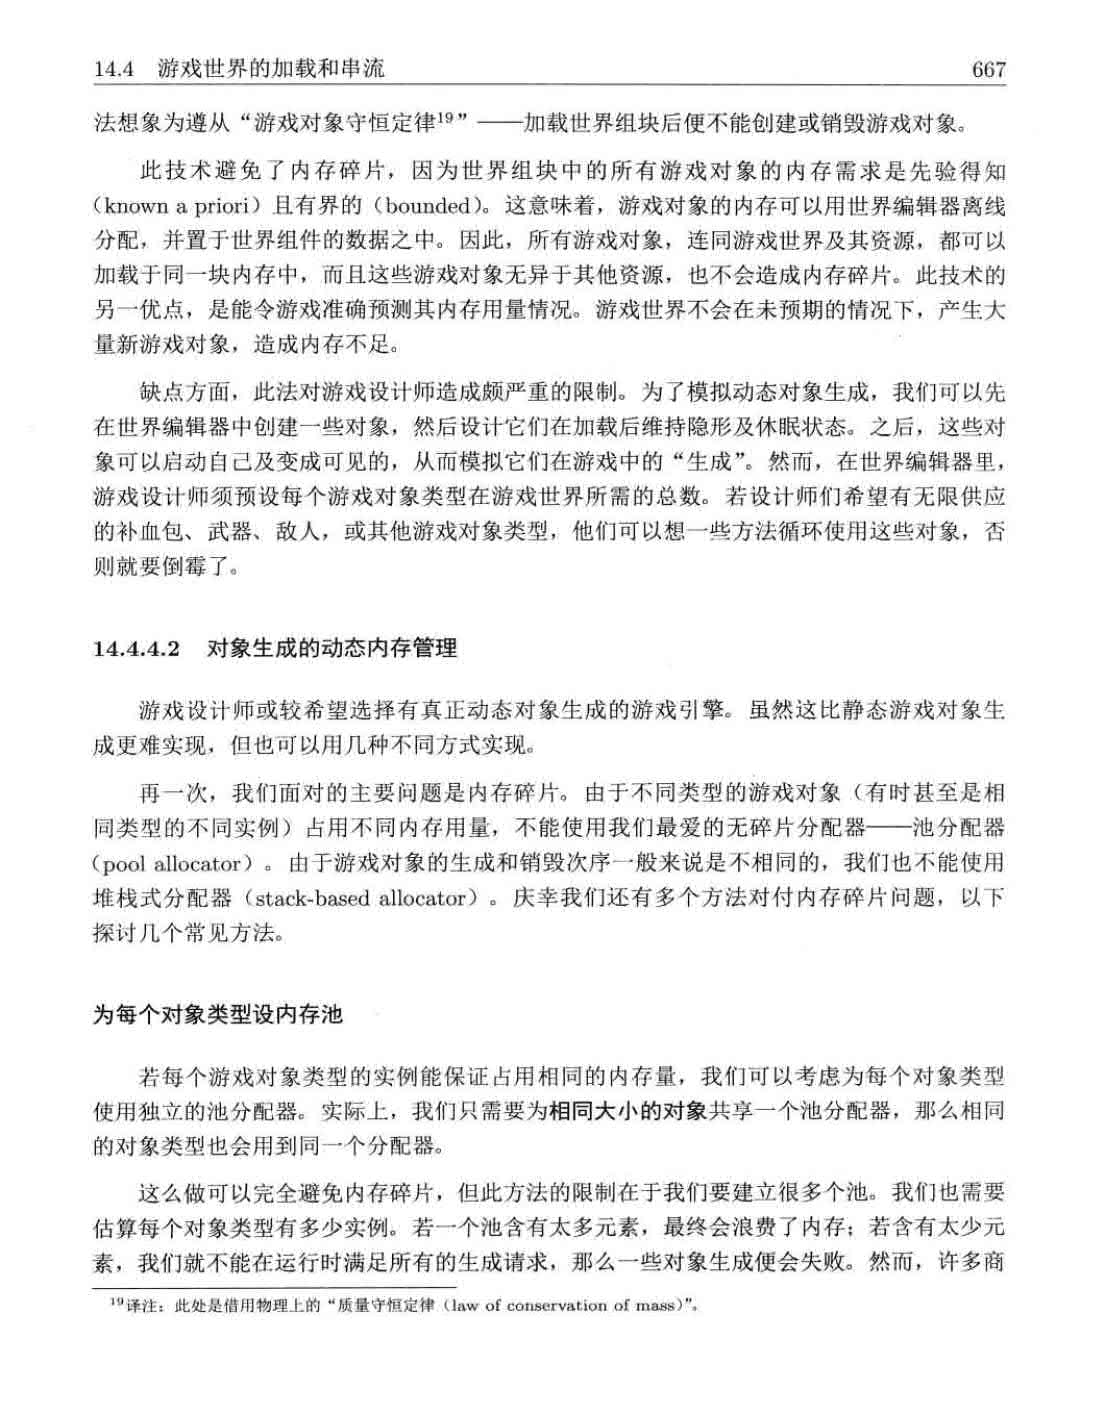 14.4 游戏世界的加载和串流 667
法想象为遵从“游戏对象守恒定律19”——加载世界组块后便不能创建或销毁游戏对象。
此技术避免了内存碎片，因为世界组块中的所有游戏对象的内存需求是先验得知
（known a priori）且有界的（bounded）。这意味着，游戏对象的内存可以用世界编辑器离线
分配，并置于世界组件的数据之中。因此，所有游戏对象，连同游戏世界及其资源，都可以
加载于同一块内存中，而且这些游戏对象无异于其他资源，也不会造成内存碎片。此技术的
另一优点，是能令游戏准确预测其内存用量情况。游戏世界不会在未预期的情况下，产生大
量新游戏对象，造成内存不足。
缺点方面，此法对游戏设计师造成颇严重的限制。为了模拟动态对象生成，我们可以先
在世界编辑器中创建一些对象，然后设计它们在加载后维持隐形及休眠状态。之后，这些对
象可以启动自己及变成可见的，从而模拟它们在游戏中的“生成”。然而，在世界编辑器里，
游戏设计师须预设每个游戏对象类型在游戏世界所需的总数。若设计师们希望有无限供应
的补血包、武器、敌人，或其他游戏对象类型，他们可以想一些方法循环使用这些对象，否
则就要倒霉了。
14.4.4.2 对象生成的动态内存管理
游戏设计师或较希望选择有真正动态对象生成的游戏引擎。虽然这比静态游戏对象生
成更难实现，但也可以用几种不同方式实现。
再一次，我们面对的主要问题是内存碎片。由于不同类型的游戏对象（有时甚至是相
同类型的不同实例）占用不同内存用量，不能使用我们最爱的无碎片分配器——池分配器
（pool allocator）。由于游戏对象的生成和销毁次序一般来说是不相同的，我们也不能使用
堆栈式分配器（stack-based allocator）。庆幸我们还有多个方法对付内存碎片问题，以下
探讨几个常见方法。
为每个对象类型设内存池
若每个游戏对象类型的实例能保证占用相同的内存量，我们可以考虑为每个对象类型
使用独立的池分配器。实际上，我们只需要为相同大小的对象共享一个池分配器，那么相同
的对象类型也会用到同一个分配器。
这么做可以完全避免内存碎片，但此方法的限制在于我们要建立很多个池。我们也需要
估算每个对象类型有多少实例。若一个池含有太多元素，最终会浪费了内存；若含有太少元
素，我们就不能在运行时满足所有的生成请求，那么一些对象生成便会失败。然而，许多商
19译注：此处是借用物理上的“质量守恒定律（law of conservation of mass）”。